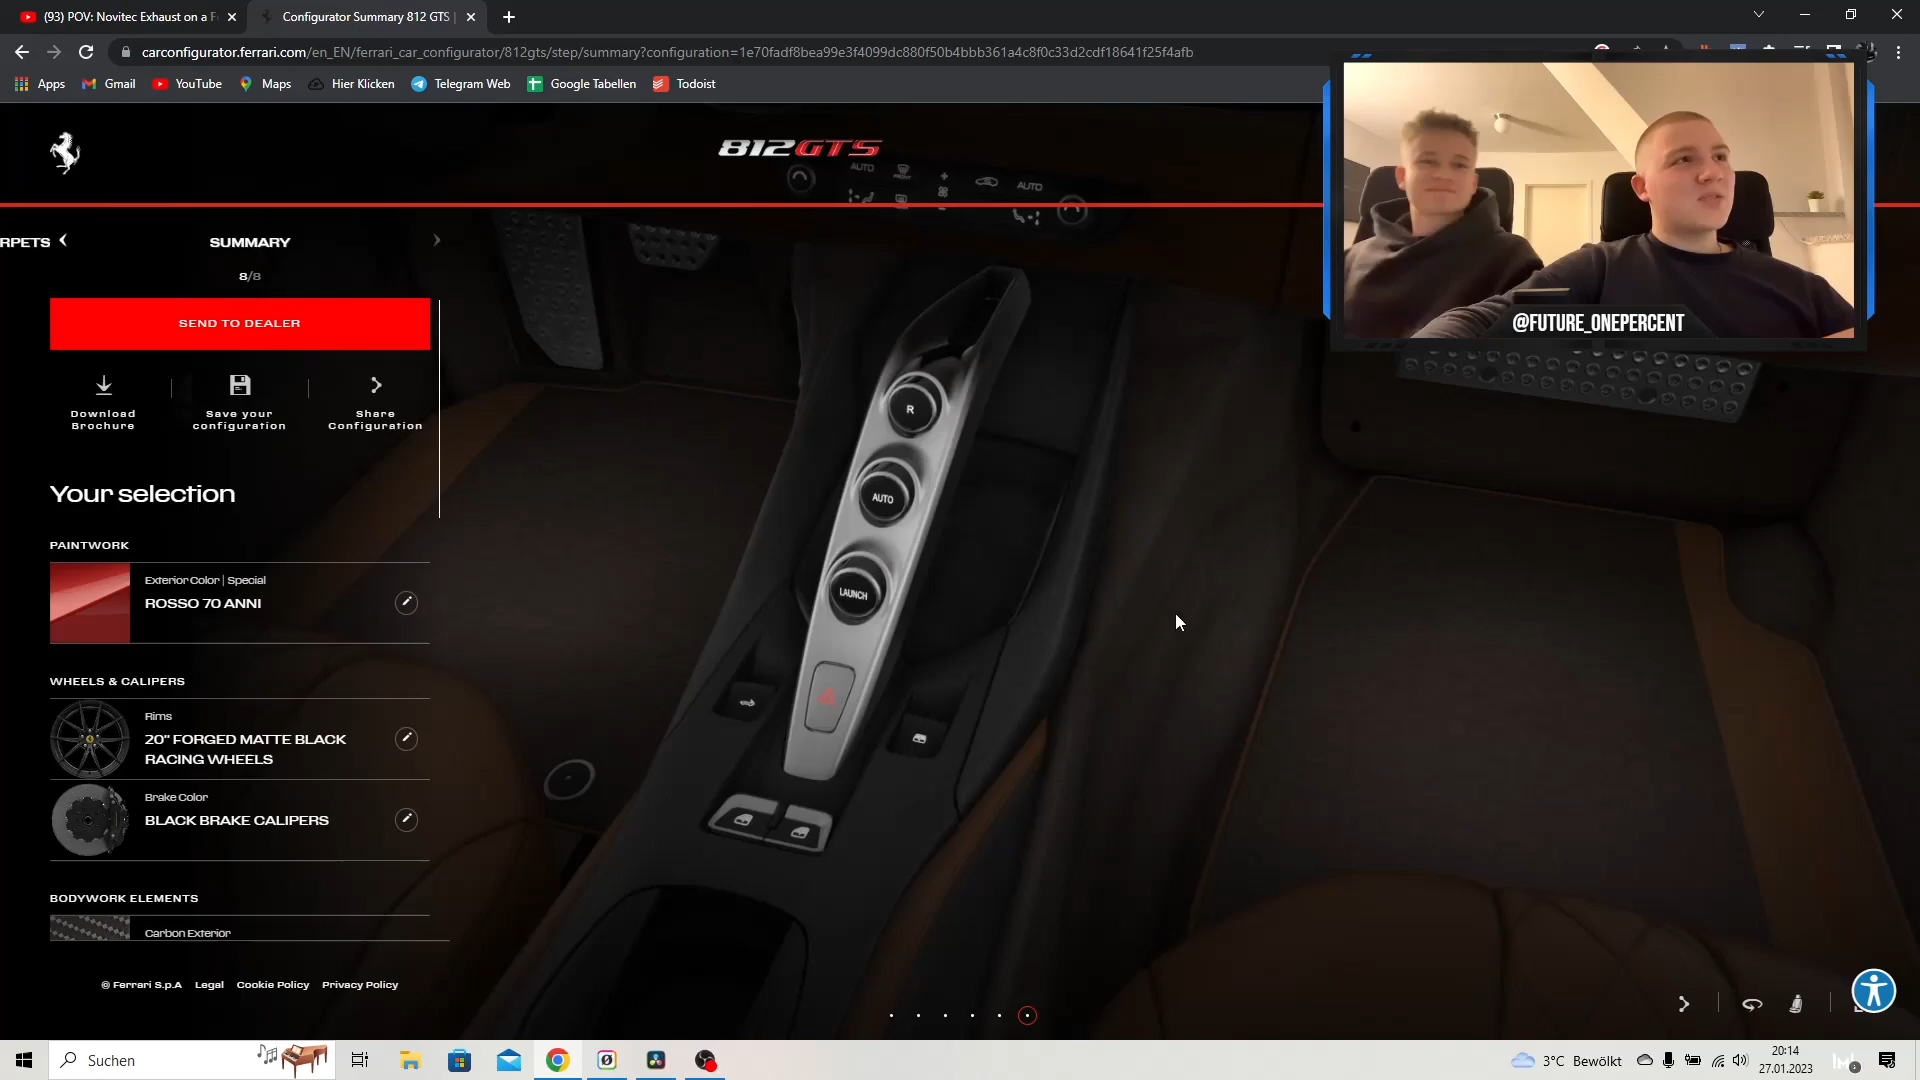 (93) POV: Novitec Exhaust on a F
Configurator Summary 812 GTS |
carconfigurator.ferrari.com/en_EN/ferrari_car_configurator/812gts/step/summary?configuration=1e70fadf8bea99e3f4099dc880f50b4bbb361a4c8f0c33d2cdf18641f25f4afb
Apps
Gmail
YouTube
Maps
Hier Klicken
Telegram Web
Google Tabellen
Todoist
812GTS
AUTO
FRONT
AUTO
RPETS
SUMMARY
8/8
SEND TO DEALER
Download
Brochure
Save your
configuration
Share
Configuration
@FUTURE_ONEPERCENT
R
AUTO
LAUNCH
Your selection
PAINTWORK
Exterior Color | Special
ROSSO 70 ANNI
WHEELS & CALIPERS
Rims
20" FORGED MATTE BLACK
RACING WHEELS
Brake Color
BLACK BRAKE CALIPERS
BODYWORK ELEMENTS
Carbon Exterior
© Ferrari S.p.A
Legal
Cookie Policy
Privacy Policy
Suchen
3°C Bewölkt
20:14
27.01.2023